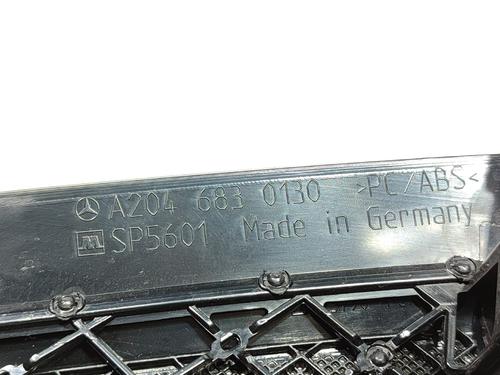 A204 683 0130 >PC/ABS<
M SP5601 Made in Germany